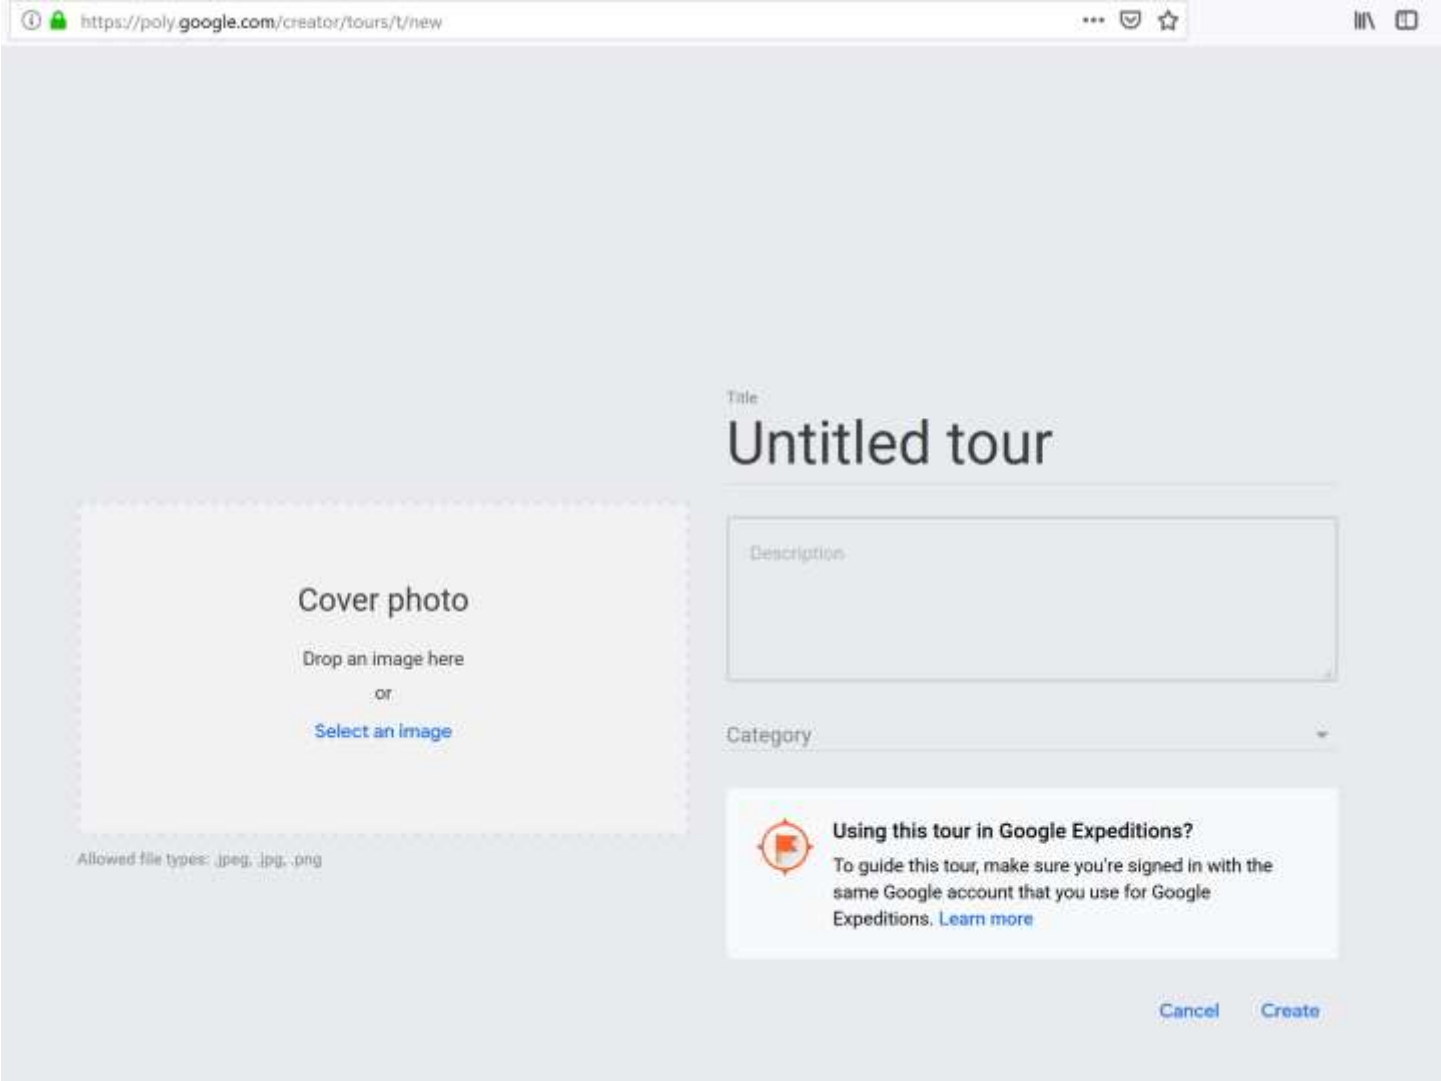 https://poly.google.com/creator/tours/t/new
Title
Untitled tour
Cover photo
Drop an image here
or
Select an image
Allowed file types: .jpeg, .jpg, .png
Description
Category
Using this tour in Google Expeditions?
To guide this tour, make sure you're signed in with the
same Google account that you use for Google
Expeditions. Learn more
Cancel Create